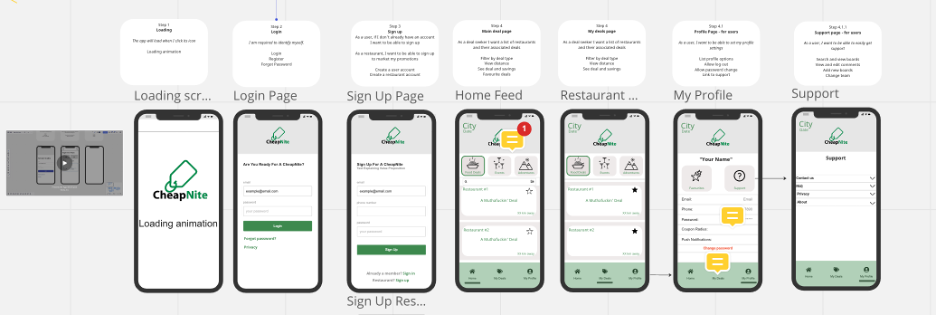 Step 1
Loading
The app will load when I click its icon
Loading animation
Step 2
Login
I am required to identify myself.
Login
Register
Forgot Password
Step 3
Sign up
As a user, if I don't already have an account
I want to be able to sign up
As a restaurant, I want to be able to sign up
to market my promotions
Create a user account
Create a restaurant account
Step 4
Main deal page
As a deal seeker I want a list of restaurants
and their associated deals
Filter by deal type
View distance
See deal and savings
Favourite deals
Step 4
My deals page
As a deal seeker I want a list of restaurants
and their associated deals
Filter by deal type
View distance
See deal and savings
Step 4.1
Profile Page - for users
As a user, I want to be able to set my profile
settings
List profile options
Allow log out
Allow password change
Link to support
Step 4.1.1
Support page - for users
As a user, I want to be able to easily get
support
Search and view boards
View and add comments
Add new boards
Change team
Loading scr...
Login Page
Sign Up Page
Home Feed
Restaurant ...
My Profile
Support
CheapNite
Loading animation
CheapNite
Are You Ready For A CheapNite?
example@email.com
your password
Login
Forgot password?
Privacy
CheapNite
Sign Up For A CheapNite
example@email.com
phone number
password
your password
Sign Up
Already a member? Sign in
Restaurant? Sign up
City
1
CheapNite
Restaurant #1
A Motherfuckin' Deal
Restaurant #2
A Motherfuckin' Deal
Home
My Deals
My Profile
City
CheapNite
Restaurant #1
Restaurant #2
Home
My Deals
My Profile
City
CheapNite
"Your Name"
Favourites
Support
Email
Phone
Password
Coupon Radius
Push Notifications
Change password
Home
My Deals
My Profile
City
CheapNite
Support
Contact us
FAQ
Privacy
About
Home
My Deals
My Profile
Sign Up Res...